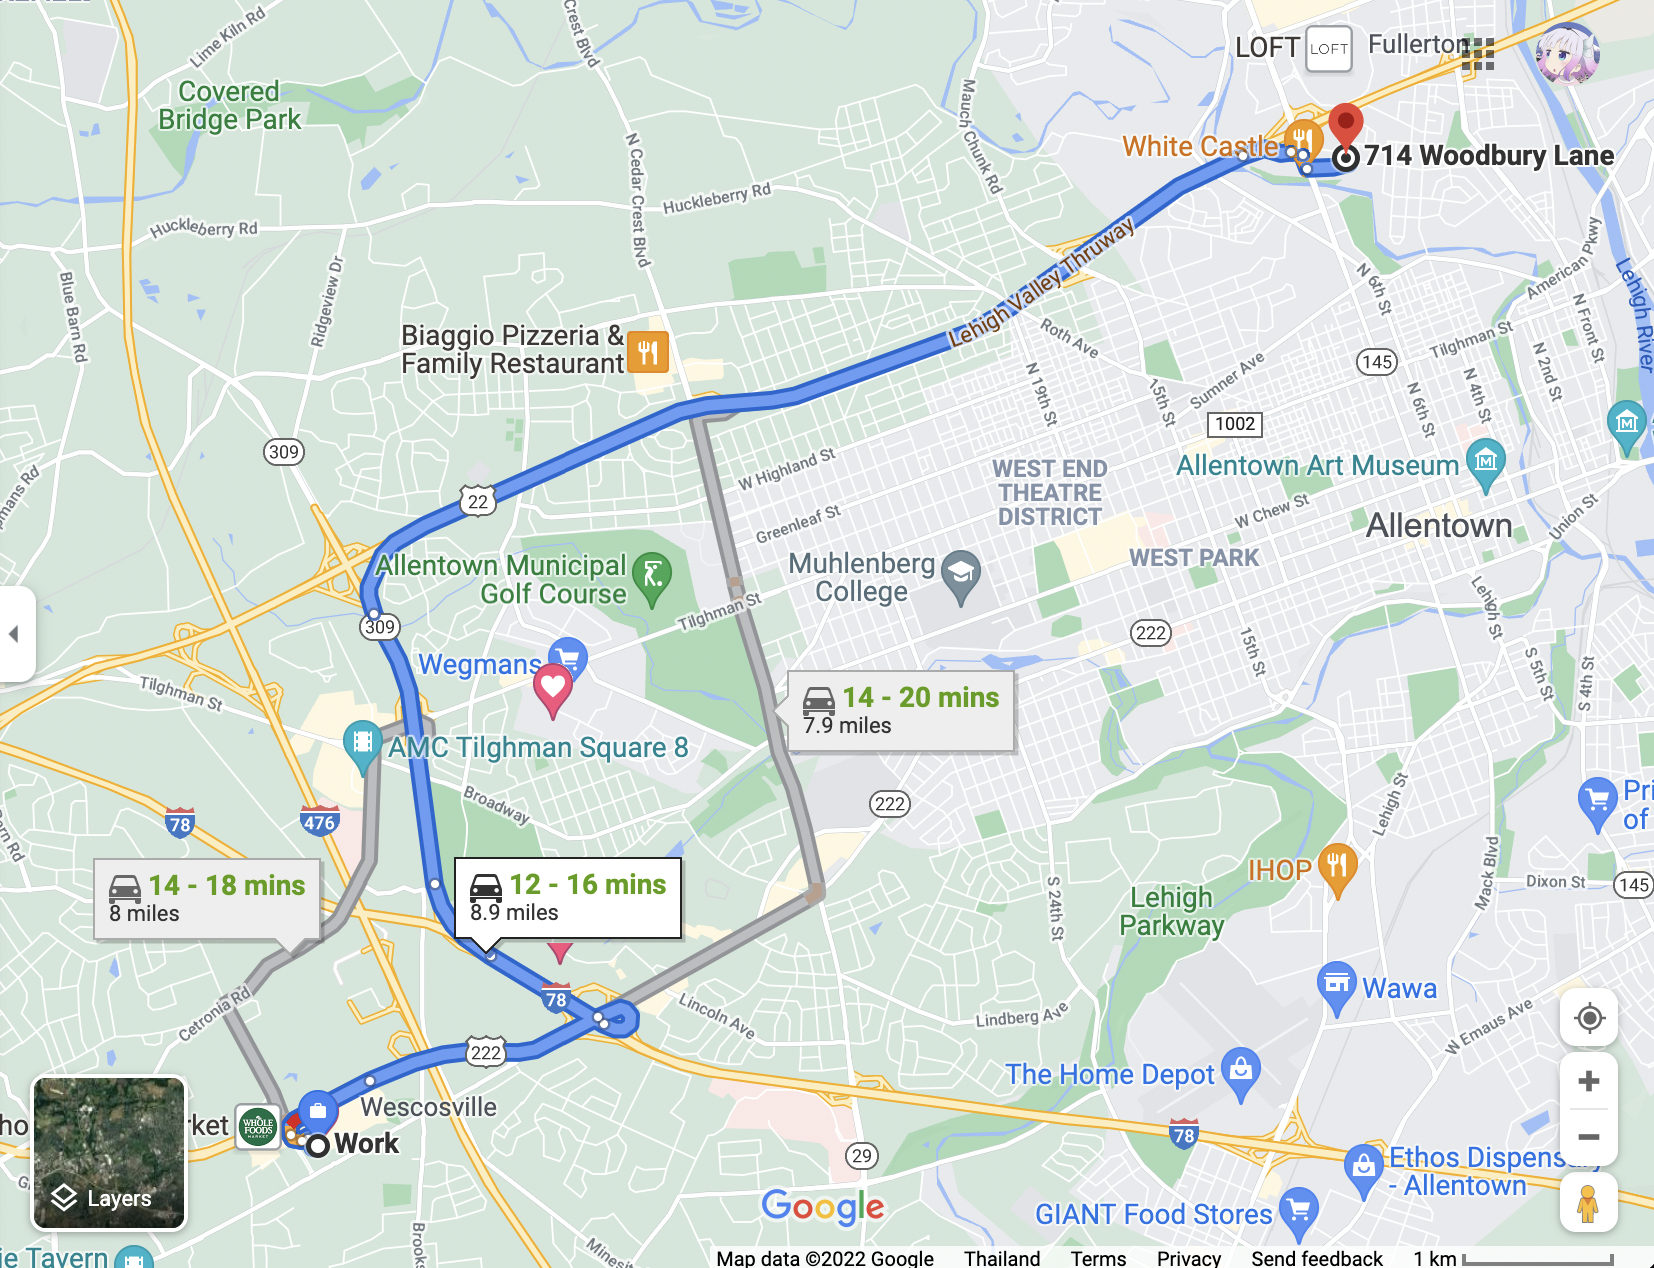 Lime Kiln Rd
Crest Blvd
LOFT
LOFT
Fullerton
Covered
Bridge Park
Mauch Chunk Rd
N Cedar Crest Blvd
White Castle
714 Woodbury Lane
Huckleberry Rd
Huckleberry Rd
Lehigh Valley Thruway
American Pkwy
Lehigh River
N 6th St
Blue Barn Rd
Ridgeview Dr
Biaggio Pizzeria &
Family Restaurant
Roth Ave
Tilghman St
N Front St
N 2nd St
145
N 19th St
15th St
Sumner Ave
N 6th St
N 4th St
1002
309
W Highland St
WEST END
THEATRE
DISTRICT
Allentown Art Museum
22
Greenleaf St
W Chew St
Union St
Allentown
WEST PARK
Allentown Municipal
Golf Course
Muhlenberg
College
Tilghman St
309
222
Lehigh St
15th St
S 5th St
S 4th St
Wegmans
Tilghman St
14 - 20 mins
7.9 miles
AMC Tilghman Square 8
Broadway
222
Lehigh St
Pri
of
78
476
14 - 18 mins
8 miles
12 - 16 mins
8.9 miles
IHOP
Mack Blvd
Dixon St
145
S 24th St
Lehigh
Parkway
78
Cetronia Rd
Lincoln Ave
Lindberg Ave
Wawa
W Emaus Ave
222
The Home Depot
Wescosville
rket
WHOLE
FOODS
MARKET
Work
78
29
Ethos Dispensary
- Allentown
Layers
Google
GIANT Food Stores
Brooks
Minesit
ie Tavern
Map data ©2022 Google
Thailand
Terms
Privacy
Send feedback
1 km